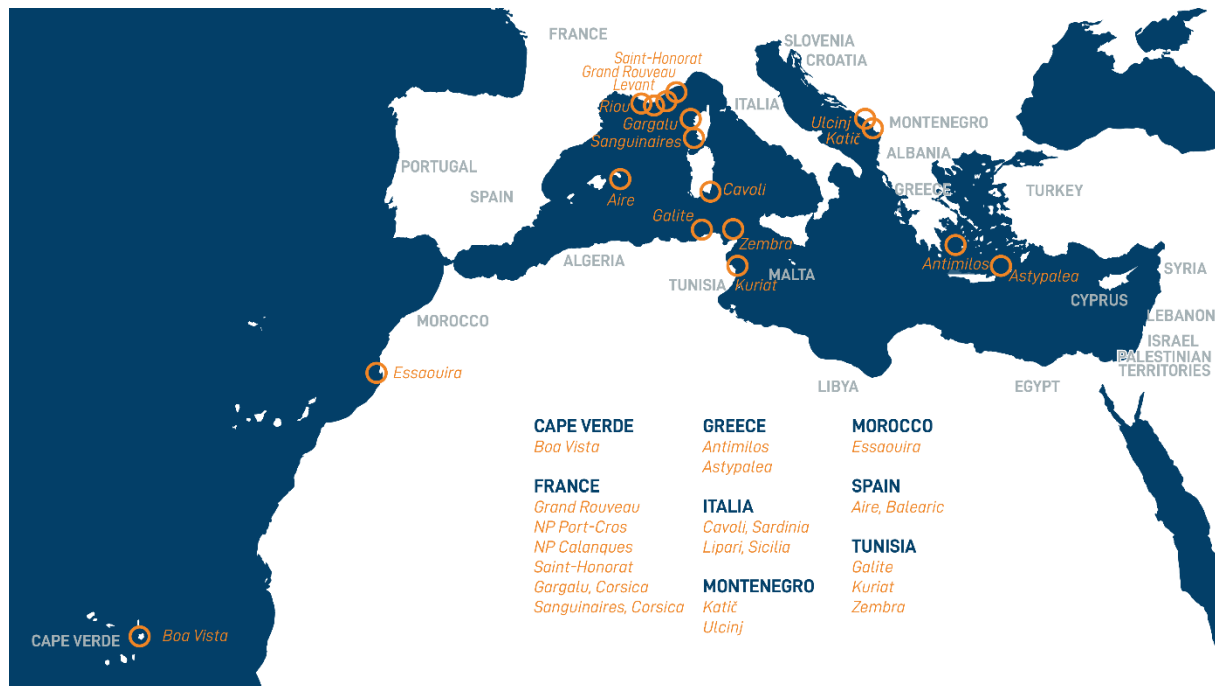 FRANCE
Saint-Honorat
Grand Rouveau
Levant
Riou
Gargalu
Sanguinaires
SLOVENIA
CROATIA
ITALIA
Ulcinj
Katič
MONTENEGRO
ALBANIA
GREECE
TURKEY
PORTUGAL
SPAIN
Aire
Cavoli
Galite
Zembra
ALGERIA
TUNISIA
Kuriat
MALTA
Antimilos
Astypalea
CYPRUS
SYRIA
LEBANON
ISRAEL
PALESTINIAN
TERRITORIES
MOROCCO
Essaouira
LIBYA
EGYPT
CAPE VERDE
Boa Vista
FRANCE
Grand Rouveau
NP Port-Cros
NP Calanques
Saint-Honorat
Gargalu, Corsica
Sanguinaires, Corsica
GREECE
Antimilos
Astypalea
ITALIA
Cavoli, Sardinia
Lipari, Sicilia
MONTENEGRO
Katič
Ulcinj
MOROCCO
Essaouira
SPAIN
Aire, Balearic
TUNISIA
Galite
Kuriat
Zembra
CAPE VERDE
Boa Vista